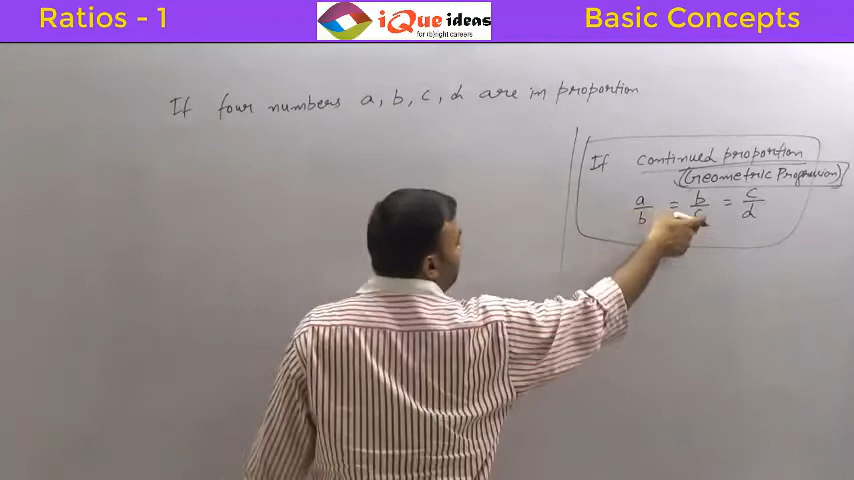 Ratios - 1
iQue ideas
for (b)right careers
Basic Concepts
If four numbers a, b, c, d are in proportion
If continued proportion
(Geometric Progression)
a/b = b/c = c/d